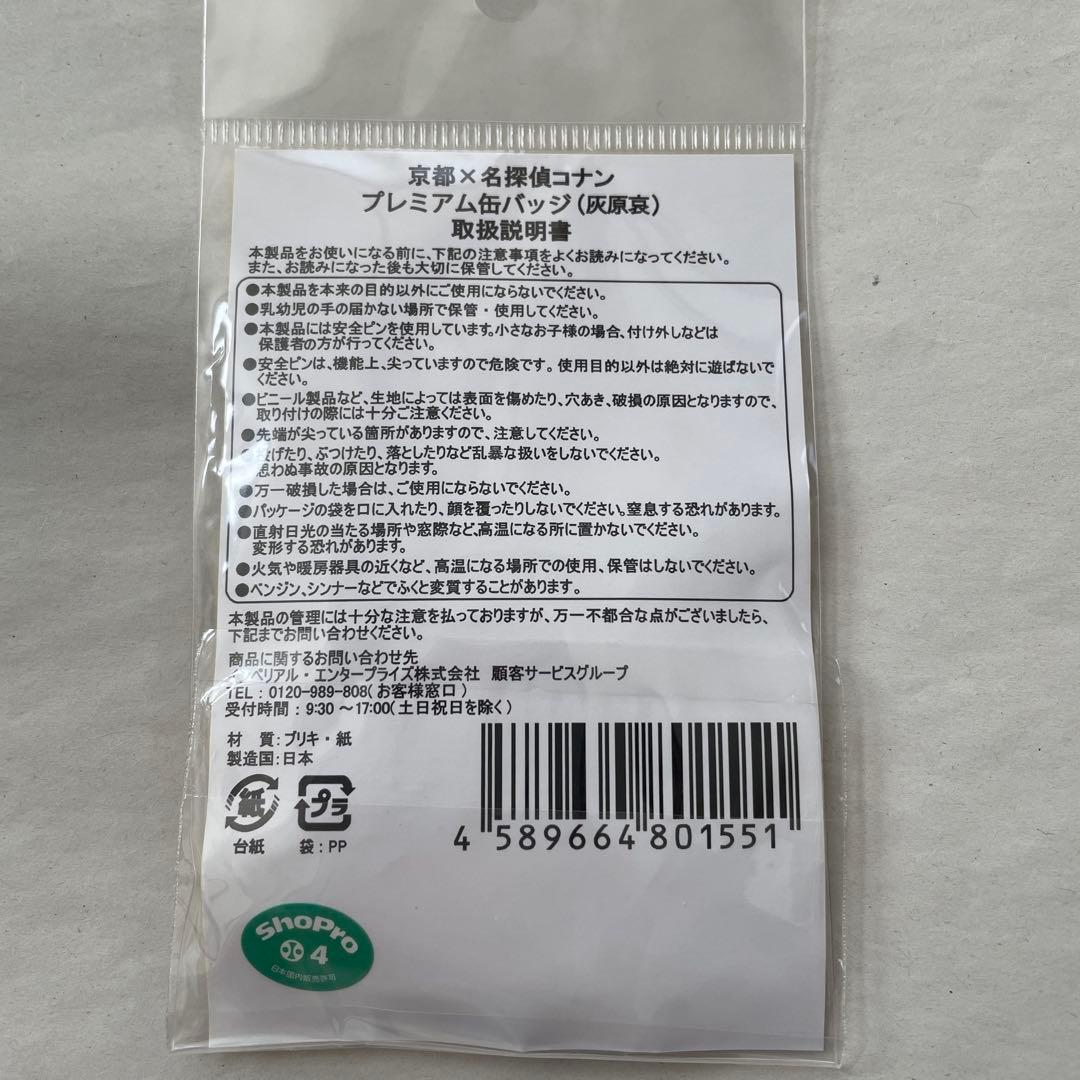 京都×名探偵コナン
プレミアム缶バッジ(灰原哀)
取扱説明書
本製品をお使いになる前に、下記の注意事項をよくお読みになってください。
また、お読みになった後も大切に保管してください。
●本製品を本来の目的以外にご使用にならないでください。
●乳幼児の手の届かない場所で保管・使用してください。
●本製品には安全ピンを使用しています。小さなお子様の場合、付け外しなどは
保護者の方が行ってください。
●安全ピンは、機能上、尖っていますので危険です。使用目的以外は絶対に遊ばないで
ください。
●ビニール製品など、生地によっては表面を傷めたり、穴あき、破損の原因となりますので、
取り付けの際には十分ご注意ください。
●先端が尖っている箇所がありますので、注意してください。
●投げたり、ぶつけたり、落としたりなど乱暴な扱いをしないでください。
思わぬ事故の原因となります。
●万一破損した場合は、ご使用にならないでください。
●パッケージの袋を口に入れたり、顔を覆ったりしないでください。窒息する恐れがあります。
●直射日光の当たる場所や窓際など、高温になる所に置かないでください。
変形する恐れがあります。
●火気や暖房器具の近くなど、高温になる場所での使用、保管はしないでください。
●ベンジン、シンナーなどでふくと変質することがあります。
本製品の管理には十分な注意を払っておりますが、万一不都合な点がございましたら、
下記までお問い合わせください。
商品に関するお問い合わせ先
インペリアル・エンタープライズ株式会社 顧客サービスグループ
TEL:0120-989-808(お客様窓口)
受付時間:9:30~17:00(土日祝日を除く)
材 質:ブリキ・紙
製造国:日本
紙 プラ
台紙 袋:PP
4 589664 801551
ShoPro
4
日本国内販売許可